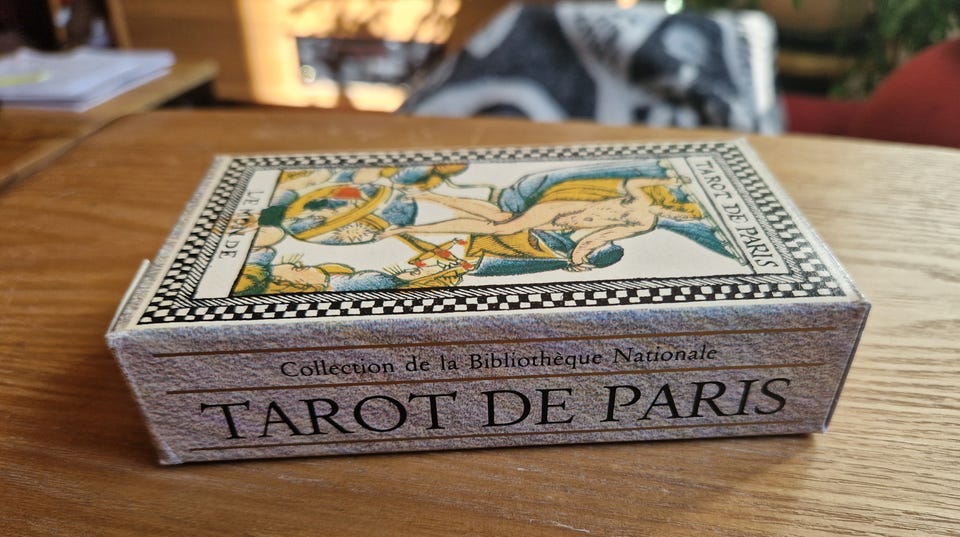 TAROT DE PARIS
LE MONDE
Collection de la Bibliothèque Nationale
TAROT DE PARIS